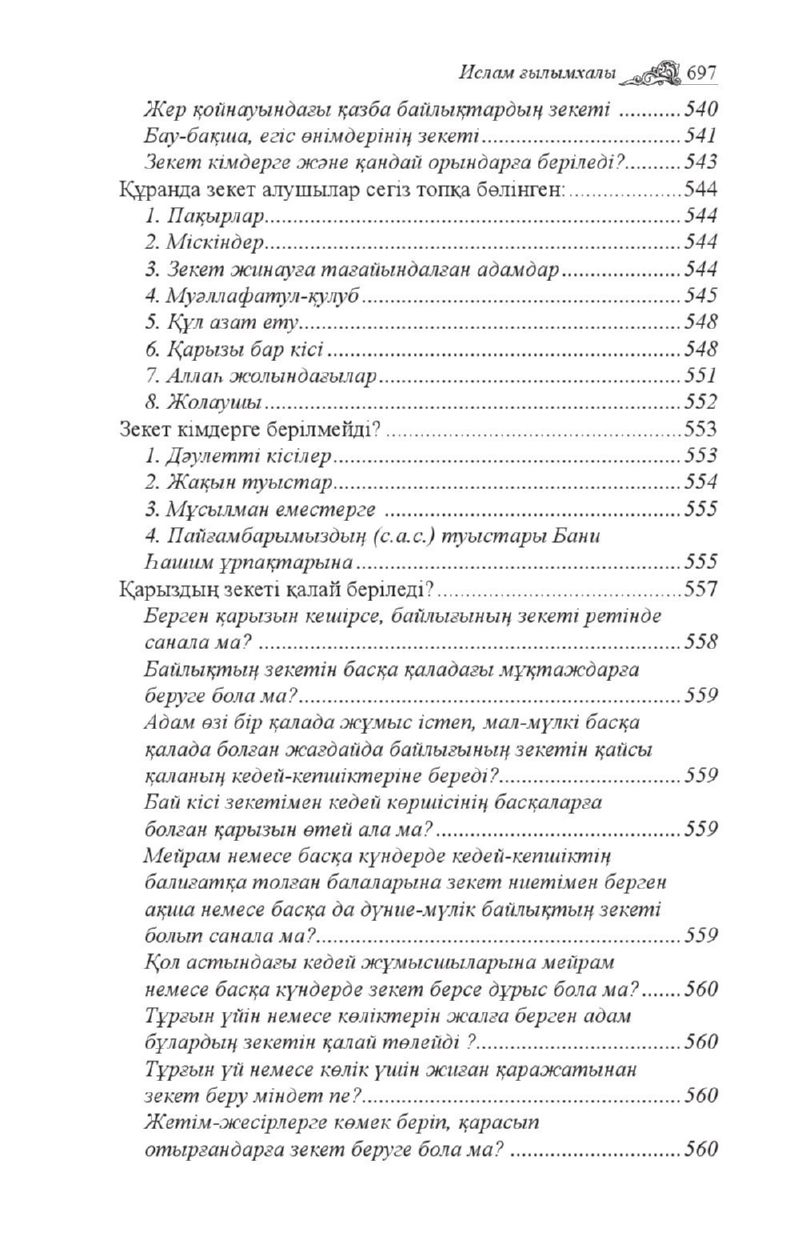 Ислам ғылымхалы 697
Жер қойнауындағы қазба байлықтардың зекеті ...........540
Бау-бақша, егіс өнімдерінің зекеті..................................541
Зекет кімдерге және қандай орындарға беріледі?..........543
Құранда зекет алушылар сегіз топқа бөлінген:....................544
1. Пақырлар.........................................................................544
2. Міскіндер.........................................................................544
3. Зекет жинауға тағайындалған адамдар.....................544
4. Муәллафатул-қулуб........................................................545
5. Құл азат ету...................................................................548
6. Қарызы бар кісі..............................................................548
7. Аллаһ жолындағылар.....................................................551
8. Жолаушы.........................................................................552
Зекет кімдерге берілмейді? ....................................................553
1. Дәулетті кісілер.............................................................553
2. Жақын туыстар.............................................................554
3. Мұсылман еместерге ....................................................555
4. Пайғамбарымыздың (с.а.с.) туыстары Бани
Һашим ұрпақтарына.........................................................555
Қарыздың зекеті қалай беріледі?...........................................557
Берген қарызын кешірсе, байлығының зекеті ретінде
санала ма? ..........................................................................558
Байлықтың зекетін басқа қаладағы мұқтаждарға
беруге бола ма?...................................................................559
Адам өзі бір қалада жұмыс істеп, мал-мүлкі басқа
қалада болған жағдайда байлығының зекетін қайсы
қаланың кедей-кепшіктеріне береді?................................559
Бай кісі зекетімен кедей көршісінің басқаларға
болған қарызын өтей ала ма?...........................................559
Мейрам немесе басқа күндерде кедей-кепшіктің
балиғатқа толған балаларына зекет ниетімен берген
ақша немесе басқа да дүние-мүлік байлықтың зекеті
болып санала ма?................................................................559
Қол астындағы кедей жұмысшыларына мейрам
немесе басқа күндерде зекет берсе дұрыс бола ма?.......560
Тұрғын үйін немесе көліктерін жалға берген адам
бұлардың зекетін қалай төлейді ?....................................560
Тұрғын үй немесе көлік үшін жиған қаражатынан
зекет беру міндет пе?........................................................560
Жетім-жесірлерге көмек беріп, қарасып
отырғандарға зекет беруге бола ма? ..............................560